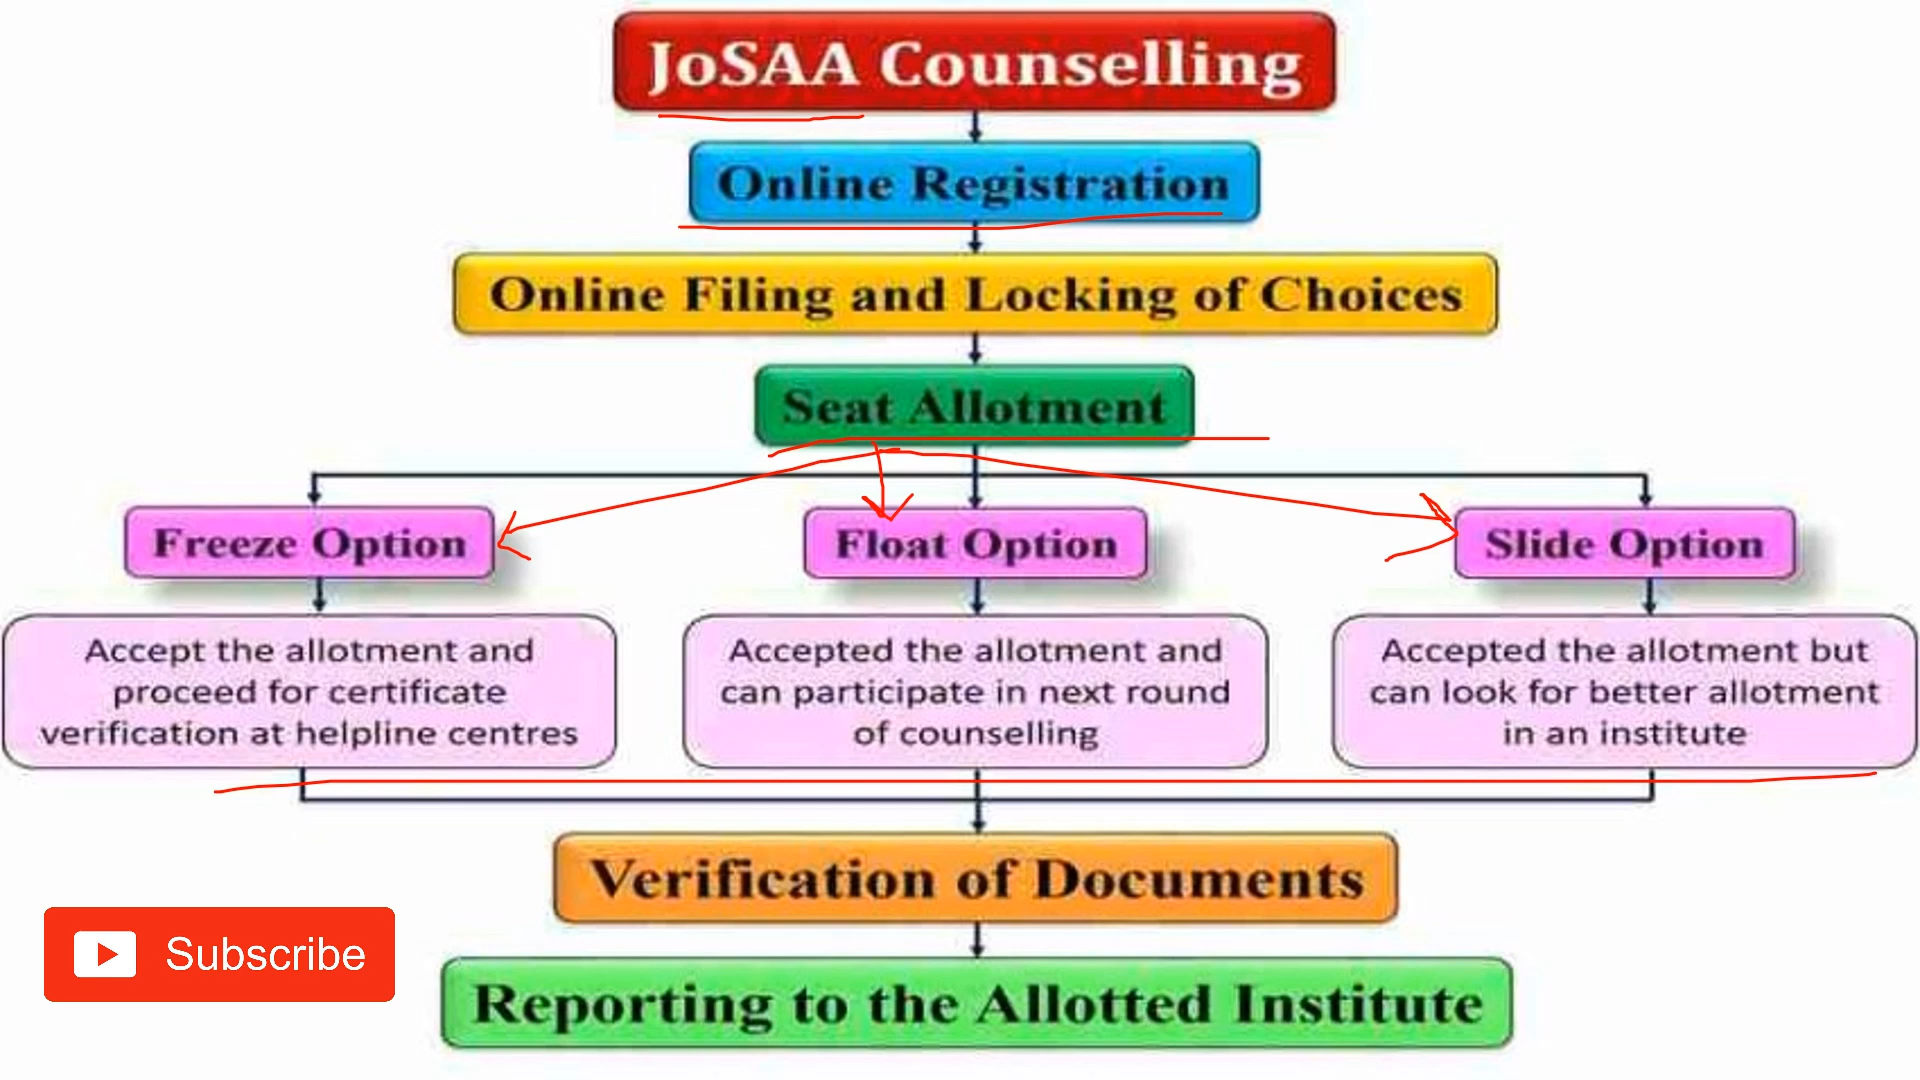 JoSAA Counselling
Online Registration
Online Filing and Locking of Choices
Seat Allotment
Freeze Option
Float Option
Slide Option
Accept the allotment and
proceed for certificate
verification at helpline centres
Accepted the allotment and
can participate in next round
of counselling
Accepted the allotment but
can look for better allotment
in an institute
Verification of Documents
Subscribe
Reporting to the Allotted Institute